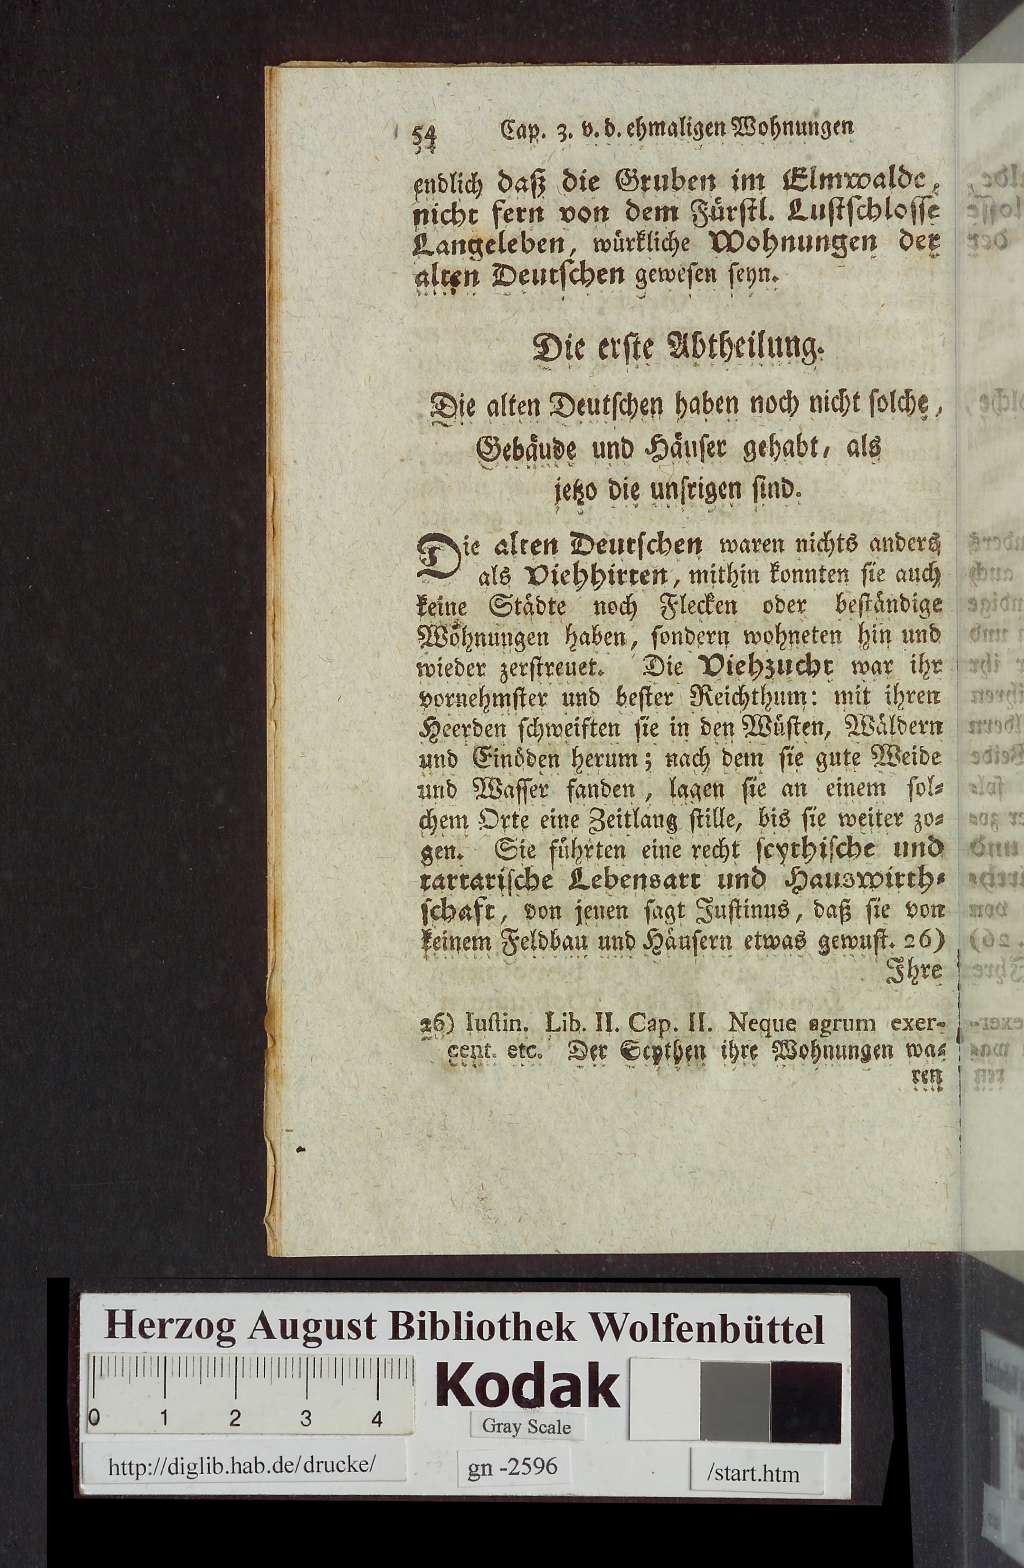 54 Cap. 3. v. d. ehmaligen Wohnungen
endlich daß die Gruben im Elmwalde,
nicht fern von dem Fürstl. Lustschlosse
Langeleben, würkliche Wohnungen der
alten Deutschen gewesen seyn.
Die erste Abtheilung.
Die alten Deutschen haben noch nicht solche,
Gebäude und Häuser gehabt, als
jetzo die unsrigen sind.
Die alten Deutschen waren nichts anders
als Viehhirten, mithin konnten sie auch
keine Städte noch Flecken oder beständige
Wohnungen haben, sondern wohneten hin und
wieder zerstreuet. Die Viehzucht war ihr
vornehmster und bester Reichthum: mit ihren
Heerden schweiften sie in den Wüsten, Wäldern
und Einöden herum; nach dem sie gute Weide
und Wasser fanden, lagen sie an einem sol-
chem Orte eine Zeitlang stille, bis sie weiter zo-
gen. Sie führten eine recht scythische und
tartarische Lebensart und Hauswirth-
schaft, von jenen sagt Justinus, daß sie von
keinem Feldbau und Häusern etwas gewust. 26)
Ihre
26) Iustin. Lib. II. Cap. II. Neque agrum exer-
cent. etc. Der Scythen ihre Wohnungen wa-
ren
Herzog August Bibliothek Wolfenbüttel
0 1 2 3 4
Kodak
Gray Scale
http://diglib.hab.de/drucke/
gn -2596
/start.htm